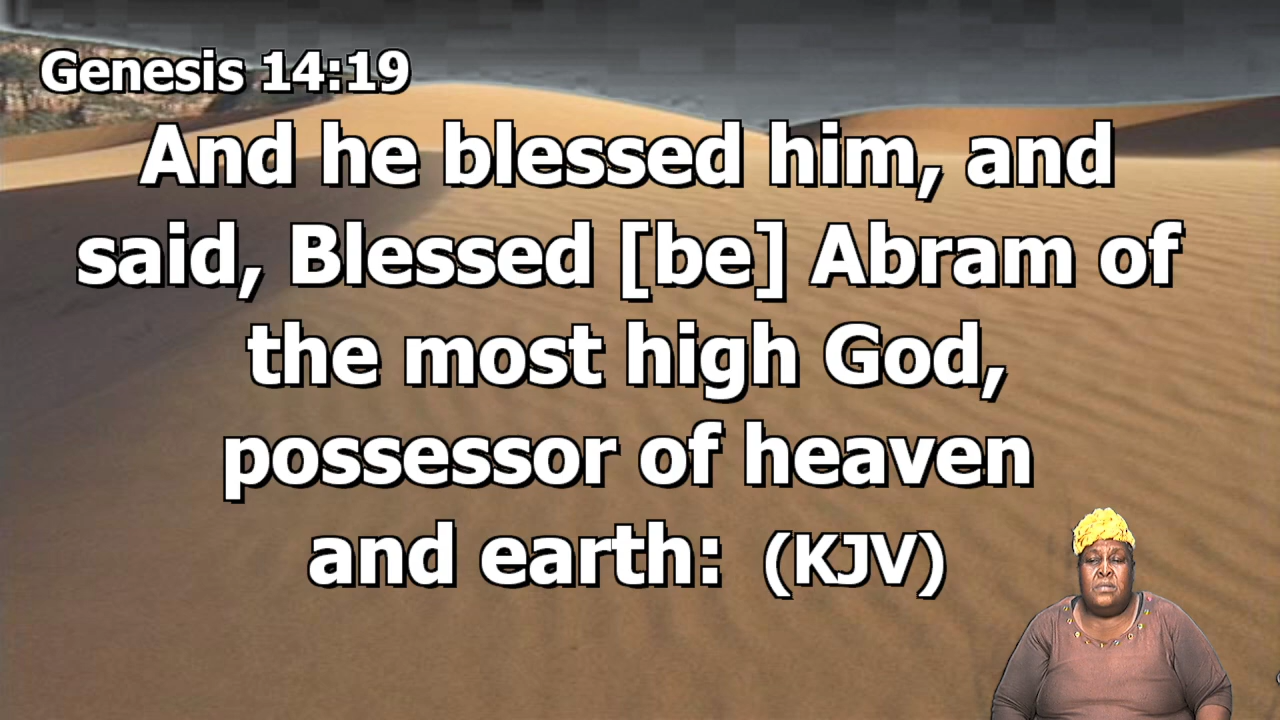 Genesis 14:19
And he blessed him, and
said, Blessed [be] Abram of
the most high God,
possessor of heaven
and earth: (KJV)